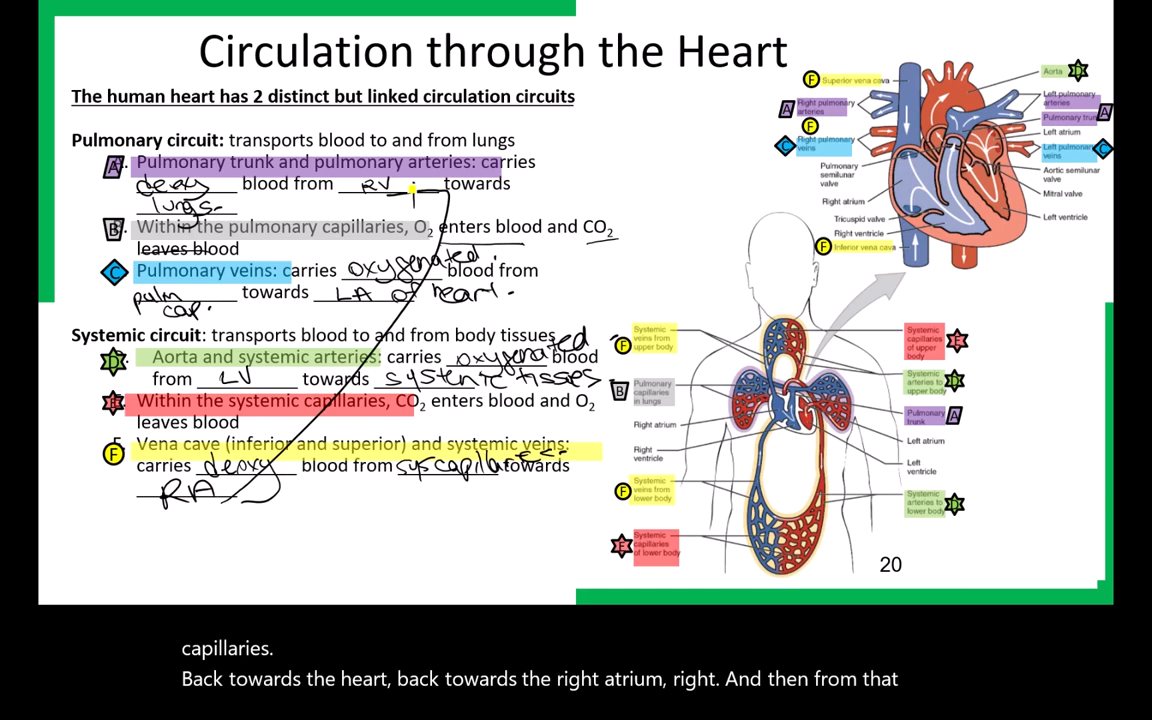 Circulation through the Heart
The human heart has 2 distinct but linked circulation circuits
Pulmonary circuit: transports blood to and from lungs
A Pulmonary trunk and pulmonary arteries: carries
deoxy blood from RV towards
lungs
B Within the pulmonary capillaries, O2 enters blood and CO2
leaves blood
C Pulmonary veins: carries oxygenated blood from
pulm cap. towards LA of heart.
Systemic circuit: transports blood to and from body tissues
D Aorta and systemic arteries: carries oxygenated blood
from LV towards systemic tisses
E Within the systemic capillaries, CO2 enters blood and O2
leaves blood
F Vena cave (inferior and superior) and systemic veins:
carries deoxy blood from sys capillaries towards
RA
F Superior vena cava
A Right pulmonary
arteries
F
C Right pulmonary
veins
Pulmonary
semilunar
valve
Right atrium
Tricuspid valve
Right ventricle
F Inferior vena cava
Aorta D
Left pulmonary
arteries
Pulmonary trunk A
Left atrium
Left pulmonary
veins C
Aortic semilunar
valve
Mitral valve
Left ventricle
F Systemic
veins from
upper body
B Pulmonary
capillaries
in lungs
Right atrium
Right
ventricle
F Systemic
veins from
lower body
E Systemic
capillaries
of lower body
Systemic
capillaries
of upper
body E
Systemic
arteries to
upper body D
Pulmonary
trunk A
Left atrium
Left
ventricle
Systemic
arteries to
lower body D
20
capillaries.
Back towards the heart, back towards the right atrium, right. And then from that